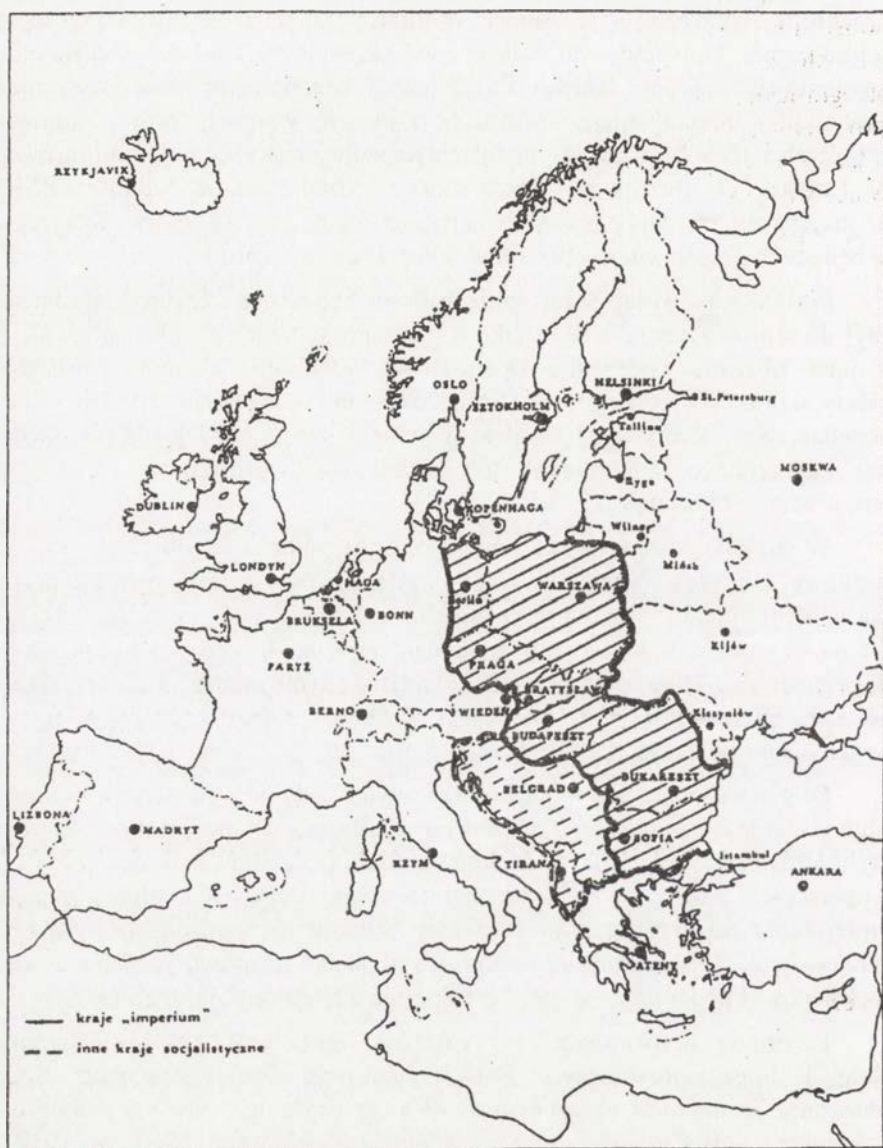 REYKJAVIK
OSLO
HELSINKI
SZTOKHOLM
St. Petersburg
Tallinn
MOSKWA
Ryga
KOPENHAGA
DUBLIN
Wilno
Mińsk
LONDYN
HAGA
Berlin
WARSZAWA
BRUKSELA
BONN
Kijów
PARYŻ
PRAGA
BRATYSŁAWA
BERNO
WIEDEŃ
Kiszyniów
BUDAPESZT
BELGRAD
BUKARESZT
LIZBONA
MADRYT
SOFIA
RZYM
TIRANA
Istambul
ANKARA
ATENY
kraje „imperium”
inne kraje socjalistyczne